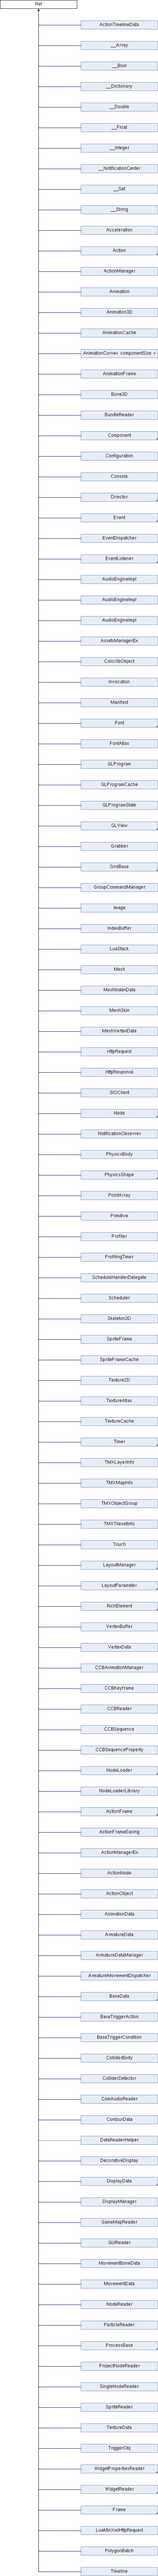 Ref
ActionTimelineData
__Array
__Bool
__Dictionary
__Double
__Float
__Integer
__NotificationCenter
__Set
__String
Acceleration
Action
ActionManager
Animation
Animation3D
AnimationCache
AnimationCurve< componentSize >
AnimationFrame
Bone3D
BundleReader
Component
Configuration
Console
Director
Event
EventDispatcher
EventListener
AudioEngineImpl
AudioEngineImpl
AudioEngineImpl
AssetsManagerEx
Color3bObject
Invocation
Manifest
Font
FontAtlas
GLProgram
GLProgramCache
GLProgramState
GLView
Grabber
GridBase
GroupCommandManager
Image
IndexBuffer
LuaStack
Mesh
MeshIndexData
MeshSkin
MeshVertexData
HttpRequest
HttpResponse
SIOClient
Node
NotificationObserver
PhysicsBody
PhysicsShape
PointArray
Primitive
Profiler
ProfilingTimer
SchedulerHandlerDelegate
Scheduler
Skeleton3D
SpriteFrame
SpriteFrameCache
Texture2D
TextureAtlas
TextureCache
Timer
TMXLayerInfo
TMXMapInfo
TMXObjectGroup
TMXTilesetInfo
Touch
LayoutManager
LayoutParameter
RichElement
VertexBuffer
VertexData
CCBAnimationManager
CCBKeyframe
CCBReader
CCBSequence
CCBSequenceProperty
NodeLoader
NodeLoaderLibrary
ActionFrame
ActionFrameEasing
ActionManagerEx
ActionNode
ActionObject
AnimationData
ArmatureData
ArmatureDataManager
ArmatureMovementDispatcher
BaseData
BaseTriggerAction
BaseTriggerCondition
ColliderBody
ColliderDetector
ComAudioReader
ContourData
DataReaderHelper
DecorativeDisplay
DisplayData
DisplayManager
GameMapReader
GUIReader
MovementBoneData
MovementData
NodeReader
ParticleReader
ProcessBase
ProjectNodeReader
SingleNodeReader
SpriteReader
TextureData
TriggerObj
WidgetPropertiesReader
WidgetReader
Frame
LuaMinXmlHttpRequest
PolygonBatch
Timeline